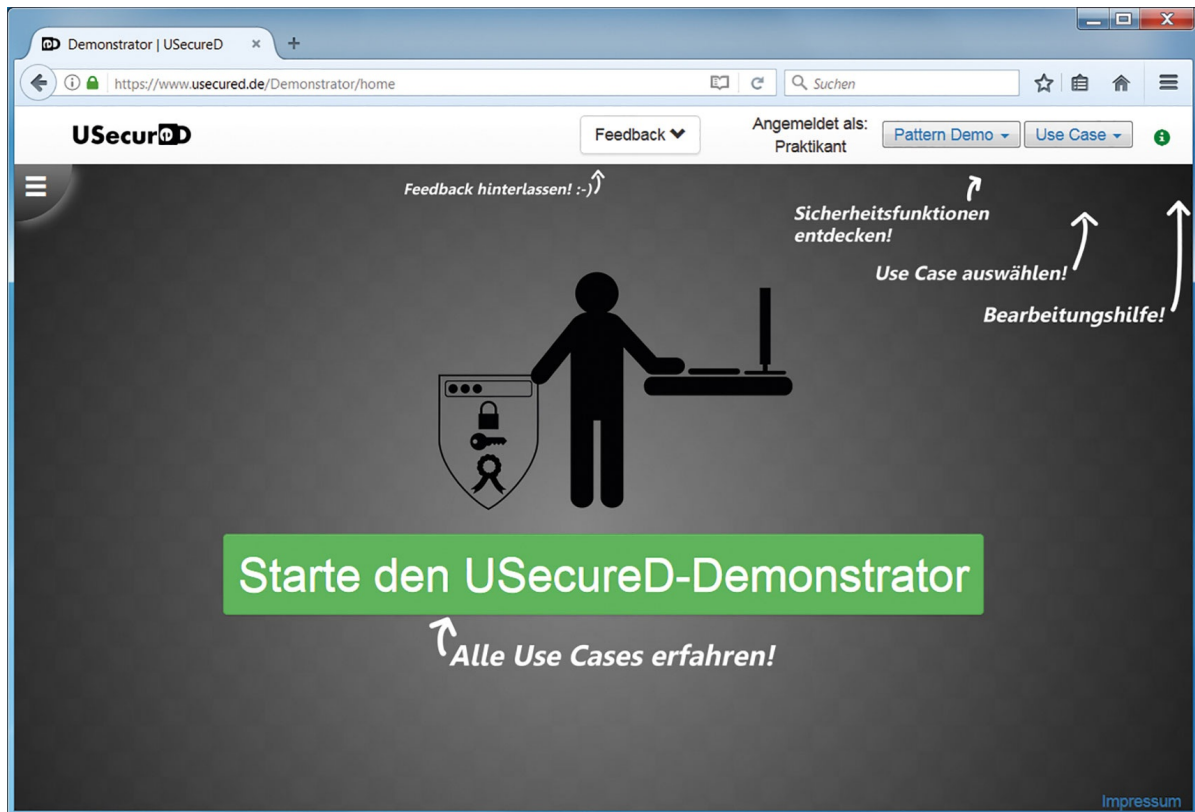 Demonstrator | USecureD
https://www.usecured.de/Demonstrator/home
Suchen
USecureD
Feedback
Angemeldet als:
Praktikant
Pattern Demo
Use Case
Feedback hinterlassen! :-)
Sicherheitsfunktionen
entdecken!
Use Case auswählen!
Bearbeitungshilfe!
Starte den USecureD-Demonstrator
Alle Use Cases erfahren!
Impressum